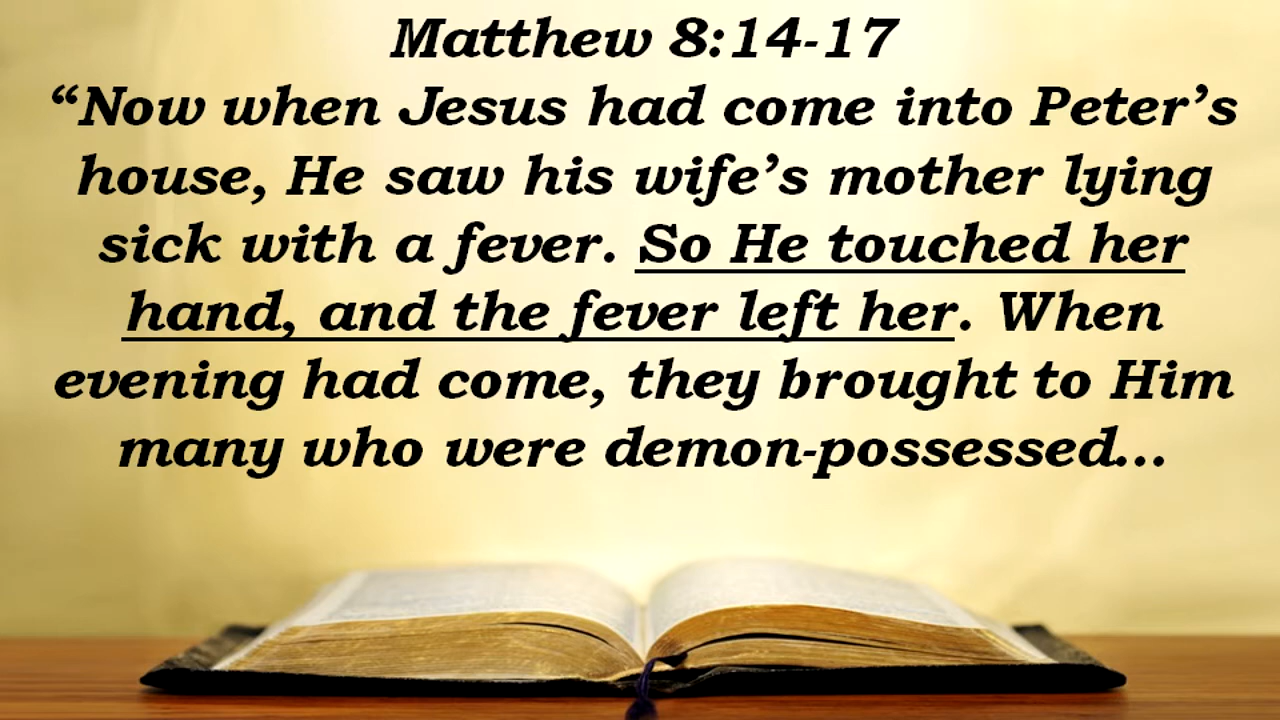 Matthew 8:14-17
“Now when Jesus had come into Peter’s
house, He saw his wife’s mother lying
sick with a fever. So He touched her
hand, and the fever left her. When
evening had come, they brought to Him
many who were demon-possessed...